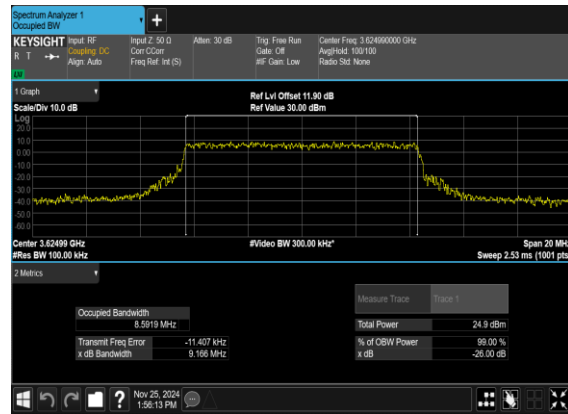 Spectrum Analyzer 1
Occupied BW
+
KEYSIGHT
R T
LXI
Input: RF
Coupling: DC
Align: Auto
Input Z: 50 Ω
Corr CCorr
Freq Ref: Int (S)
Atten: 30 dB
Trig: Free Run
Gate: Off
#IF Gain: Low
Center Freq: 3.624990000 GHz
Avg|Hold: 100/100
Radio Std: None
1 Graph
Scale/Div 10.0 dB
Ref Lvl Offset 11.90 dB
Ref Value 30.00 dBm
Log
20.0
10.0
0.00
-10.0
-20.0
-30.0
-40.0
-50.0
-60.0
Center 3.62499 GHz
#Res BW 100.00 kHz
#Video BW 300.00 kHz*
Span 20 MHz
Sweep 2.53 ms (1001 pts)
2 Metrics
Measure Trace Trace 1
Occupied Bandwidth
8.5919 MHz
Total Power 24.9 dBm
Transmit Freq Error -11.407 kHz
% of OBW Power 99.00 %
x dB Bandwidth 9.166 MHz
x dB -26.00 dB
?
Nov 25, 2024
1:56:13 PM